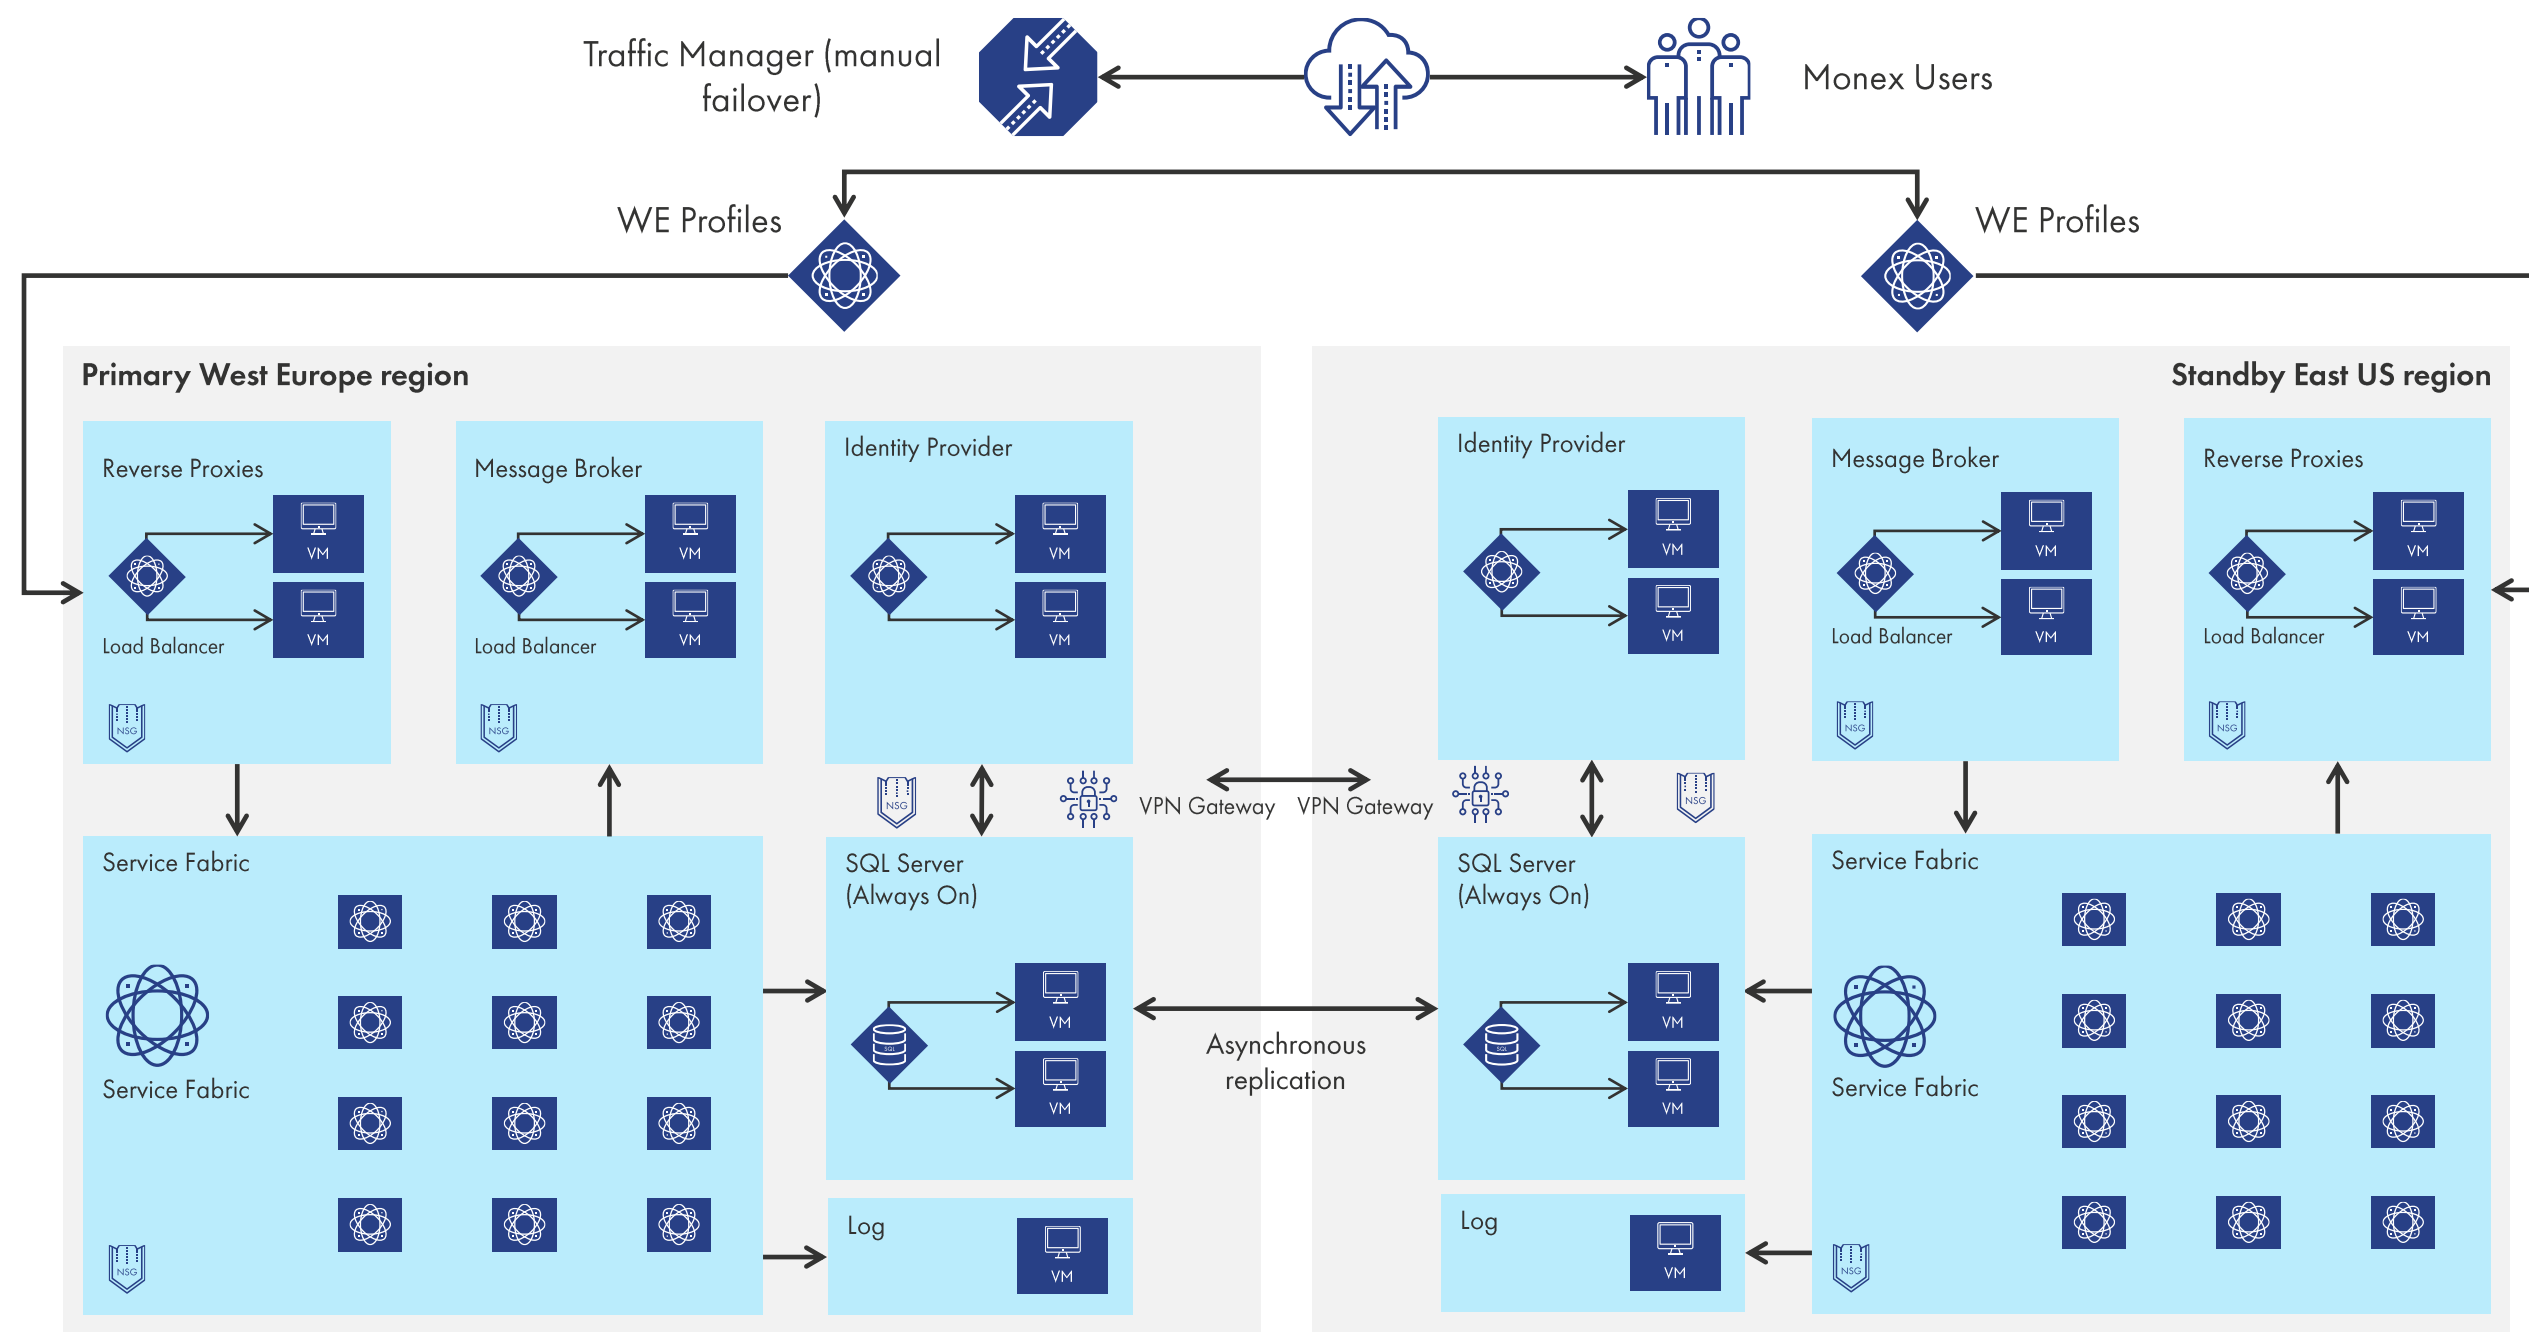 Traffic Manager (manual
failover)
Monex Users
WE Profiles
WE Profiles
Primary West Europe region
Reverse Proxies
VM
VM
Load Balancer
NSG
Message Broker
VM
VM
Load Balancer
NSG
Identity Provider
VM
VM
NSG
VPN Gateway
Service Fabric
Service Fabric
NSG
SQL Server
(Always On)
SQL
VM
VM
Log
VM
Asynchronous
replication
Standby East US region
Identity Provider
VM
VM
Message Broker
VM
VM
Load Balancer
NSG
Reverse Proxies
VM
VM
Load Balancer
NSG
VPN Gateway
NSG
SQL Server
(Always On)
SQL
VM
VM
Log
VM
Service Fabric
Service Fabric
NSG